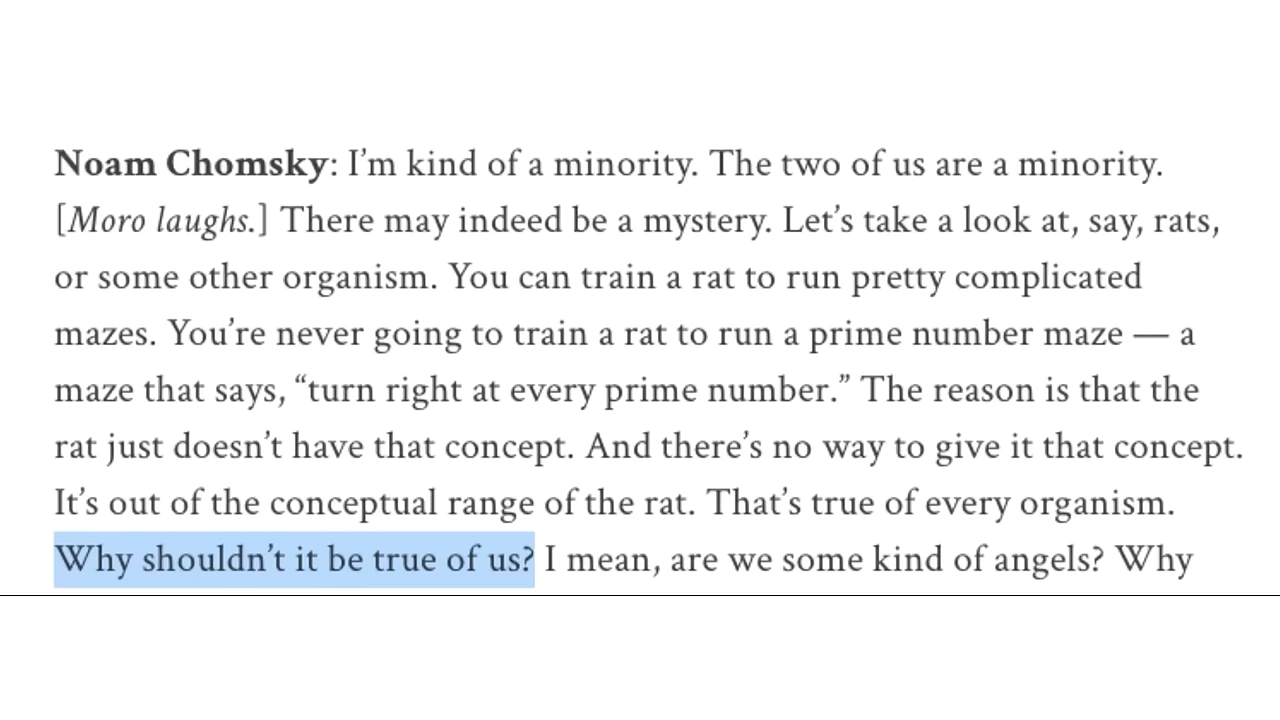 Noam Chomsky: I’m kind of a minority. The two of us are a minority.
[Moro laughs.] There may indeed be a mystery. Let’s take a look at, say, rats,
or some other organism. You can train a rat to run pretty complicated
mazes. You’re never going to train a rat to run a prime number maze — a
maze that says, “turn right at every prime number.” The reason is that the
rat just doesn’t have that concept. And there’s no way to give it that concept.
It’s out of the conceptual range of the rat. That’s true of every organism.
Why shouldn’t it be true of us? I mean, are we some kind of angels? Why